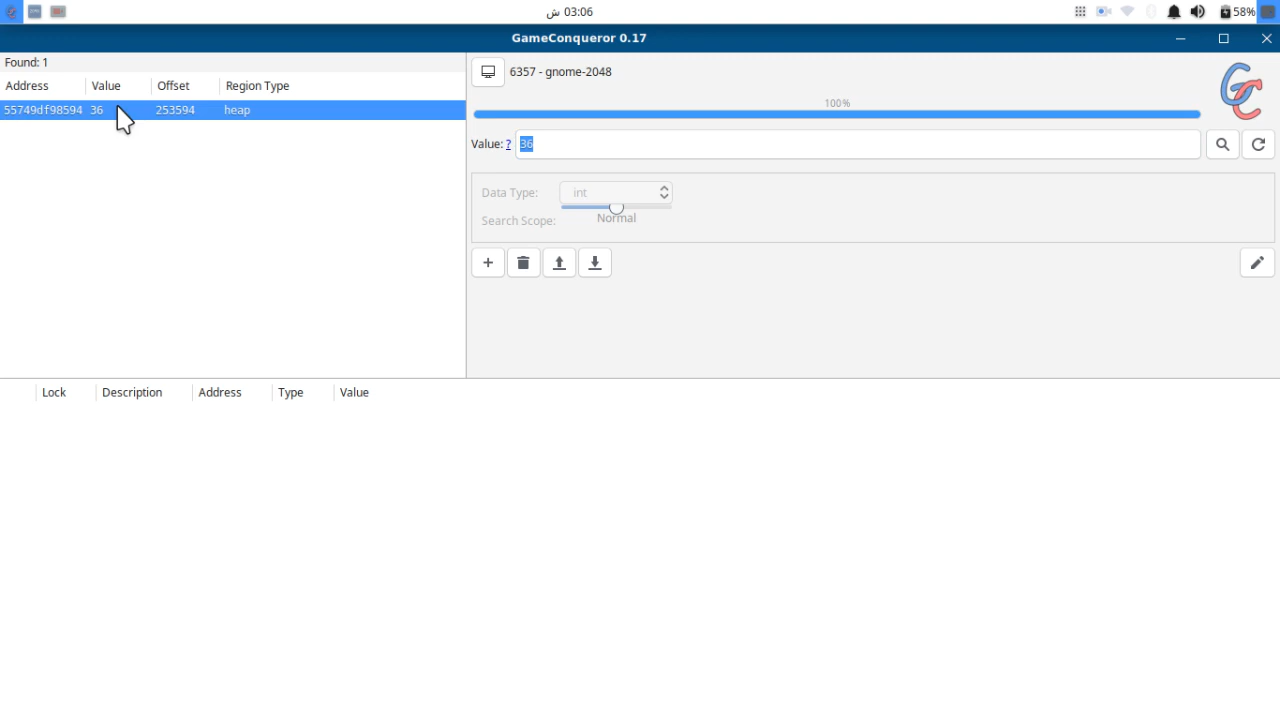 03:06 ش
58%
GameConqueror 0.17
Found: 1
Address Value Offset Region Type
55749df98594 36 253594 heap
6357 - gnome-2048
100%
Value: ? 36
Data Type: int
Search Scope: Normal
Lock Description Address Type Value